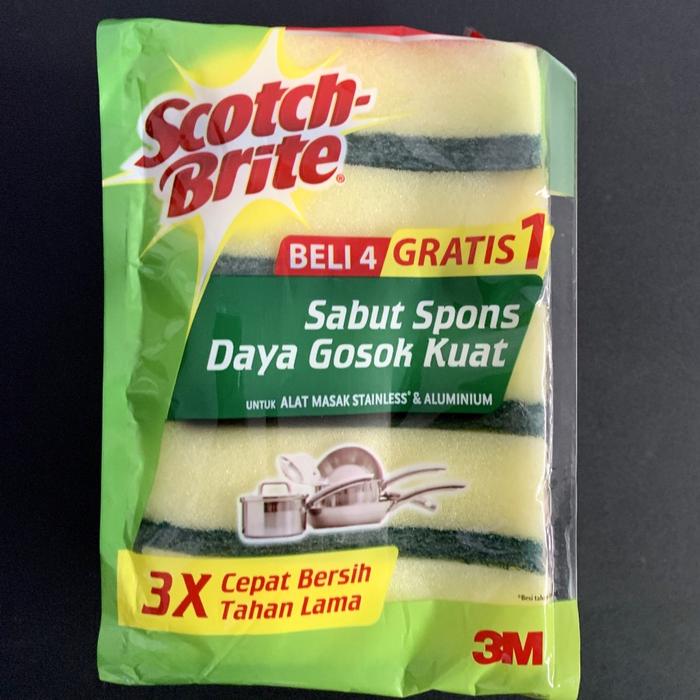 Scotch-
Brite®
BELI 4 GRATIS 1
Sabut Spons
Daya Gosok Kuat
UNTUK ALAT MASAK STAINLESS* & ALUMINIUM
3X Cepat Bersih
Tahan Lama
*Besi
3M